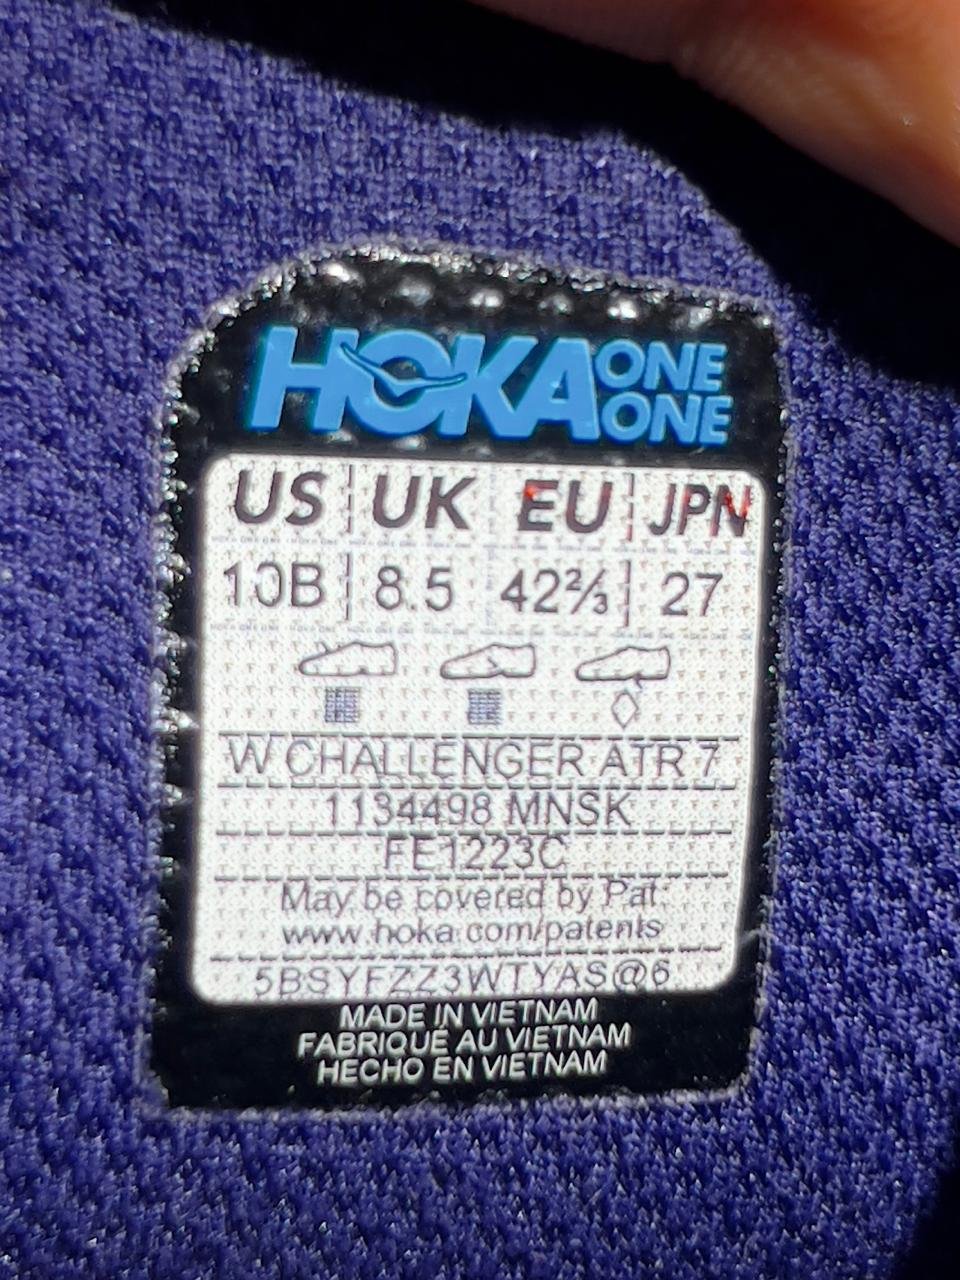 HOKA ONE ONE
US UK EU JPN
10B 8.5 42⅔ 27
W CHALLENGER ATR 7
1134498 MNSK
FE1223C
May be covered by Pat.
www.hoka.com/patents
5BSYFZZ3WTYAS@6
MADE IN VIETNAM
FABRIQUÉ AU VIETNAM
HECHO EN VIETNAM